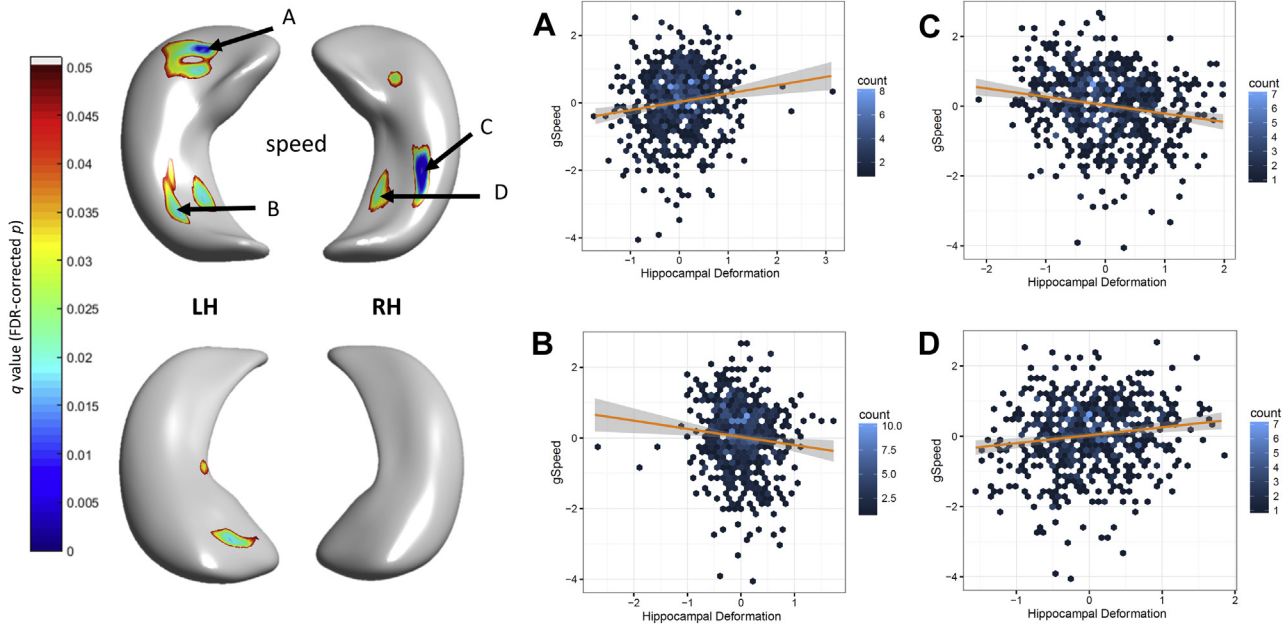 A
B
speed
C
D
LH
RH
q value (FDR-corrected p)
0.05
0.045
0.04
0.035
0.03
0.025
0.02
0.015
0.01
0.005
0
A
gSpeed
2
0
−2
−4
−1
0
1
2
3
Hippocampal Deformation
count
8
6
4
2
C
gSpeed
2
0
−2
−4
−2
−1
0
1
2
Hippocampal Deformation
count
7
6
5
4
3
2
1
B
gSpeed
2
0
−2
−4
−2
−1
0
1
Hippocampal Deformation
count
10.0
7.5
5.0
2.5
D
gSpeed
2
0
−2
−4
−1
0
1
2
Hippocampal Deformation
count
7
6
5
4
3
2
1